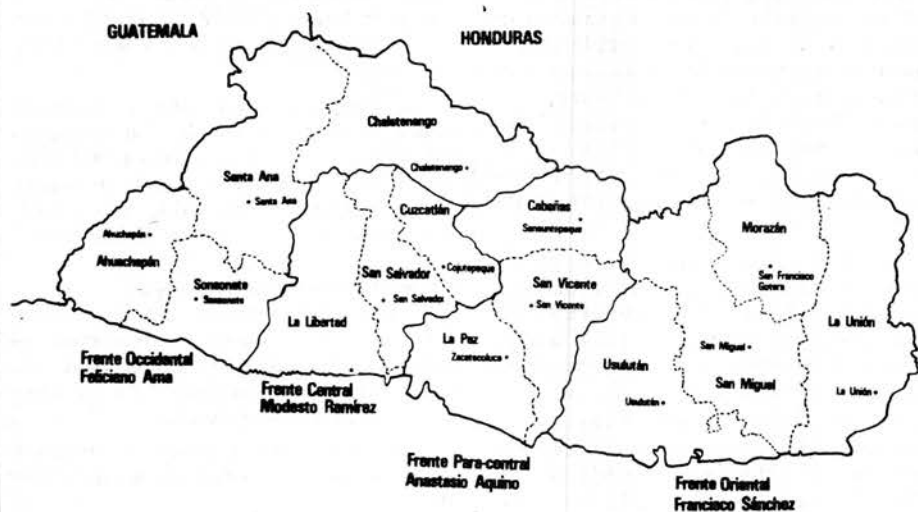 GUATEMALA
HONDURAS
Chalatenango
Chalatenango
Santa Ana
Santa Ana
Cuzcatlán
Cabañas
Sensuntepeque
Morazán
Ahuachapán
Ahuachapán
Sonsonate
Sonsonate
San Salvador
San Salvador
Cojutepeque
San Vicente
San Vicente
San Francisco
Gotera
La Libertad
La Paz
Zacatecoluca
Usulután
Usulután
San Miguel
San Miguel
La Unión
La Unión
Frente Occidental
Feliciano Ama
Frente Central
Modesto Ramírez
Frente Para-central
Anastasio Aquino
Frente Oriental
Francisco Sánchez